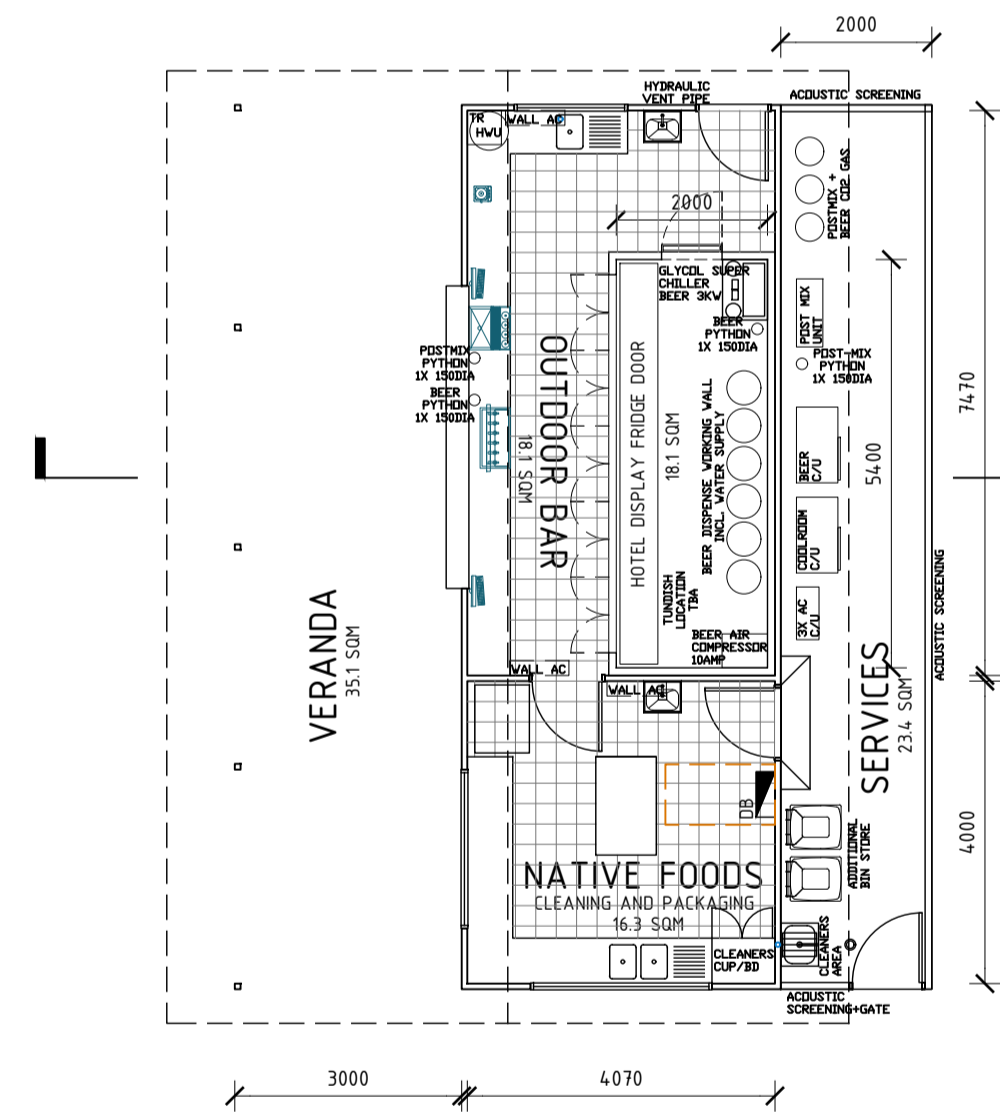 2000
HYDRAULIC
VENT PIPE
ACOUSTIC SCREENING
TR
HWU
WALL AC
POSTMIX +
BEER CO2 GAS
2000
GLYCOL SUPER
CHILLER
BEER 3KW
BEER
PYTHON
1X 150DIA
POST MIX
UNIT
POST-MIX
PYTHON
1X 150DIA
POSTMIX
PYTHON
1X 150DIA
BEER
PYTHON
1X 150DIA
OUTDOOR BAR
18.1 SQM
HOTEL DISPLAY FRIDGE DOOR
18.1 SQM
BEER DISPENSE WORKING WALL
INCL. WATER SUPPLY
BEER
C/U
5400
7470
COOLROOM
C/U
3X AC
C/U
ACOUSTIC SCREENING
TUNDISH
LOCATION
TBA
BEER AIR
COMPRESSOR
10AMP
VERANDA
35.1 SQM
WALL AC
WALL AC
SERVICES
23.4 SQM
DB
4000
NATIVE FOODS
CLEANING AND PACKAGING
16.3 SQM
ADDITIONAL
BIN STORE
CLEANERS
CUP/BD
CLEANERS
AREA
ACOUSTIC
SCREENING+GATE
3000
4070